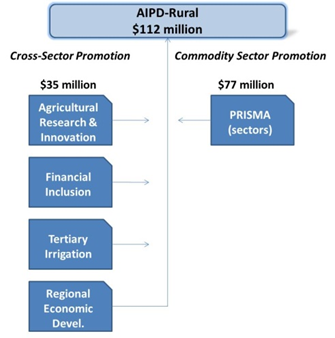 AIPD-Rural
$112 million
Cross-Sector Promotion
Commodity Sector Promotion
$35 million
$77 million
Agricultural
Research &
Innovation
PRISMA
(sectors)
Financial
Inclusion
Tertiary
Irrigation
Regional
Economic
Devel.